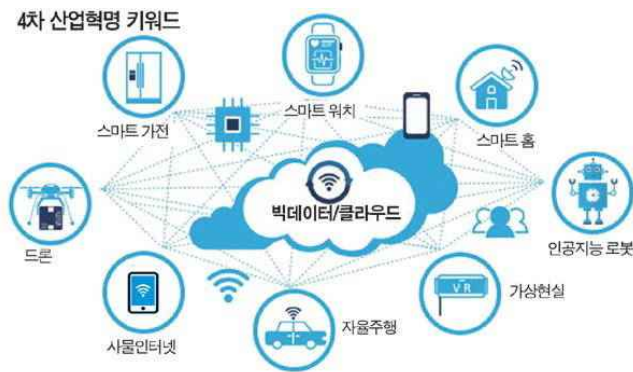 4차 산업혁명 키워드
스마트 가전
스마트 워치
스마트 홈
빅데이터/클라우드
드론
인공지능 로봇
사물인터넷
자율주행
VR
가상현실